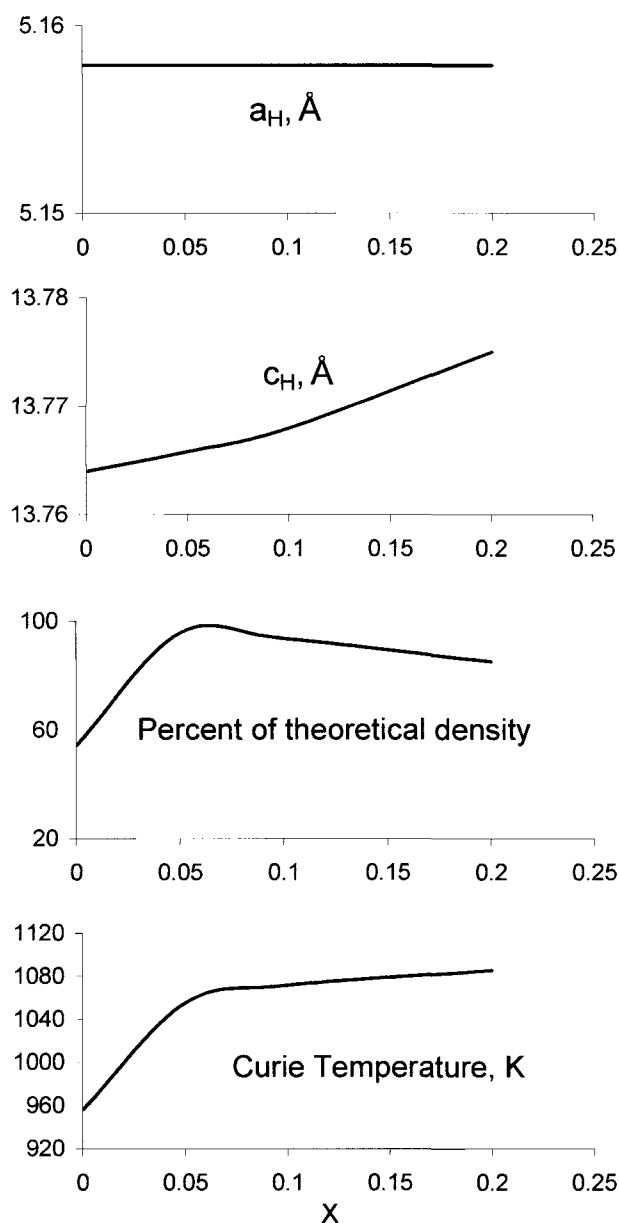 5.16
a_H, Å
5.15
0 0.05 0.1 0.15 0.2 0.25
13.78
c_H, Å
13.77
13.76
0 0.05 0.1 0.15 0.2 0.25
100
60 Percent of theoretical density
20
0 0.05 0.1 0.15 0.2 0.25
1120
1080
1040
1000 Curie Temperature, K
960
920
0 0.05 0.1 0.15 0.2 0.25
X